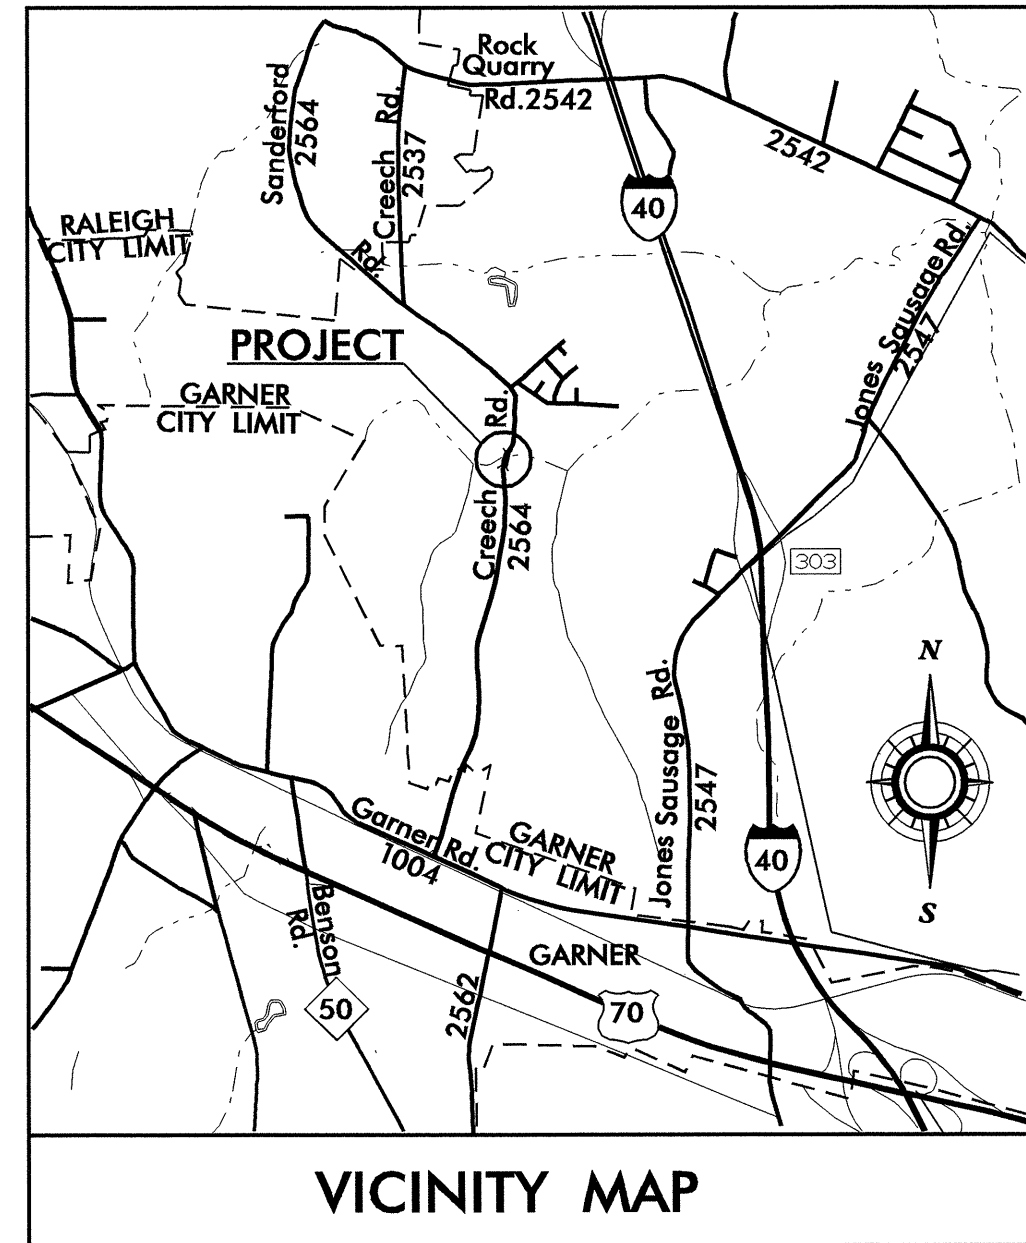 Rock
Quarry
Rd.2542
Sanderford
2564
Rd.
Creech Rd.
2537
2542
40
RALEIGH
CITY LIMIT
Jones Sausage Rd.
2547
PROJECT
GARNER
CITY LIMIT
Creech Rd.
2564
303
N
S
Jones Sausage Rd.
2547
Garner Rd.
1004
GARNER
CITY LIMIT
40
Benson
Rd.
GARNER
50
2562
70
VICINITY MAP